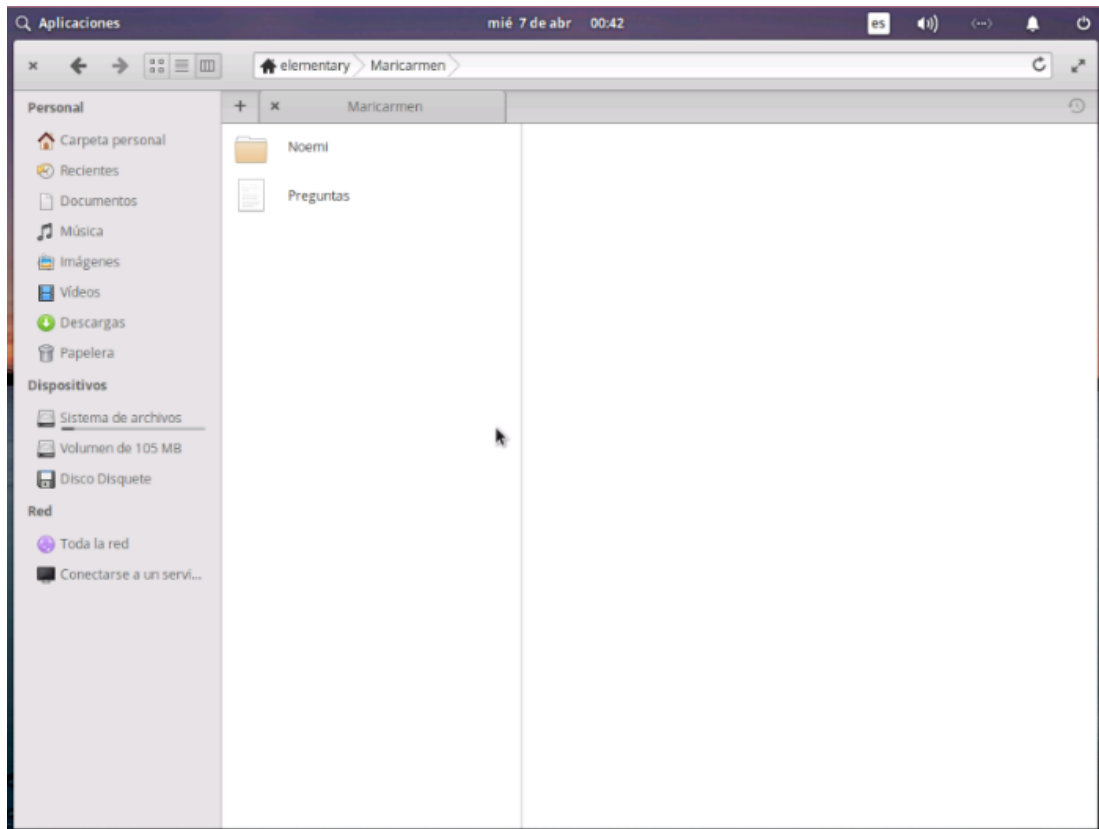 Aplicaciones
mié 7 de abr 00:42
es
elementary Maricarmen
Personal
Carpeta personal
Recientes
Documentos
Música
Imágenes
Vídeos
Descargas
Papelera
Dispositivos
Sistema de archivos
Volumen de 105 MB
Disco Disquete
Red
Toda la red
Conectarse a un servi...
Maricarmen
Noemi
Preguntas